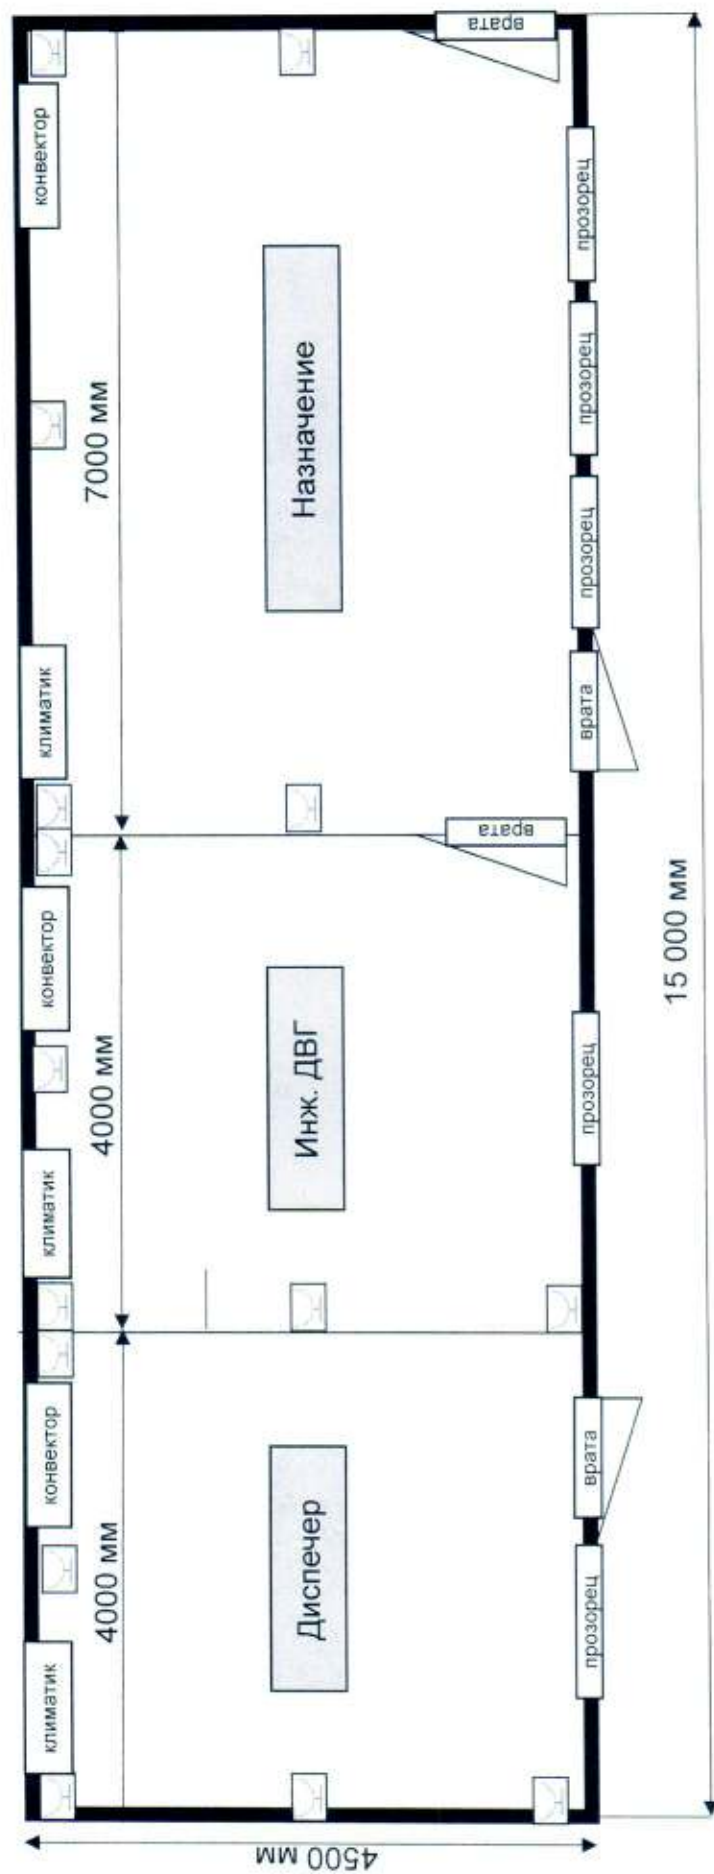 климатик
конвектор
климатик
конвектор
климатик
конвектор
4000 мм
4000 мм
7000 мм
4500 мм
Диспечер
Инж. ДВГ
Назначение
врата
врата
прозорец
врата
прозорец
врата
прозорец
прозорец
прозорец
15 000 мм